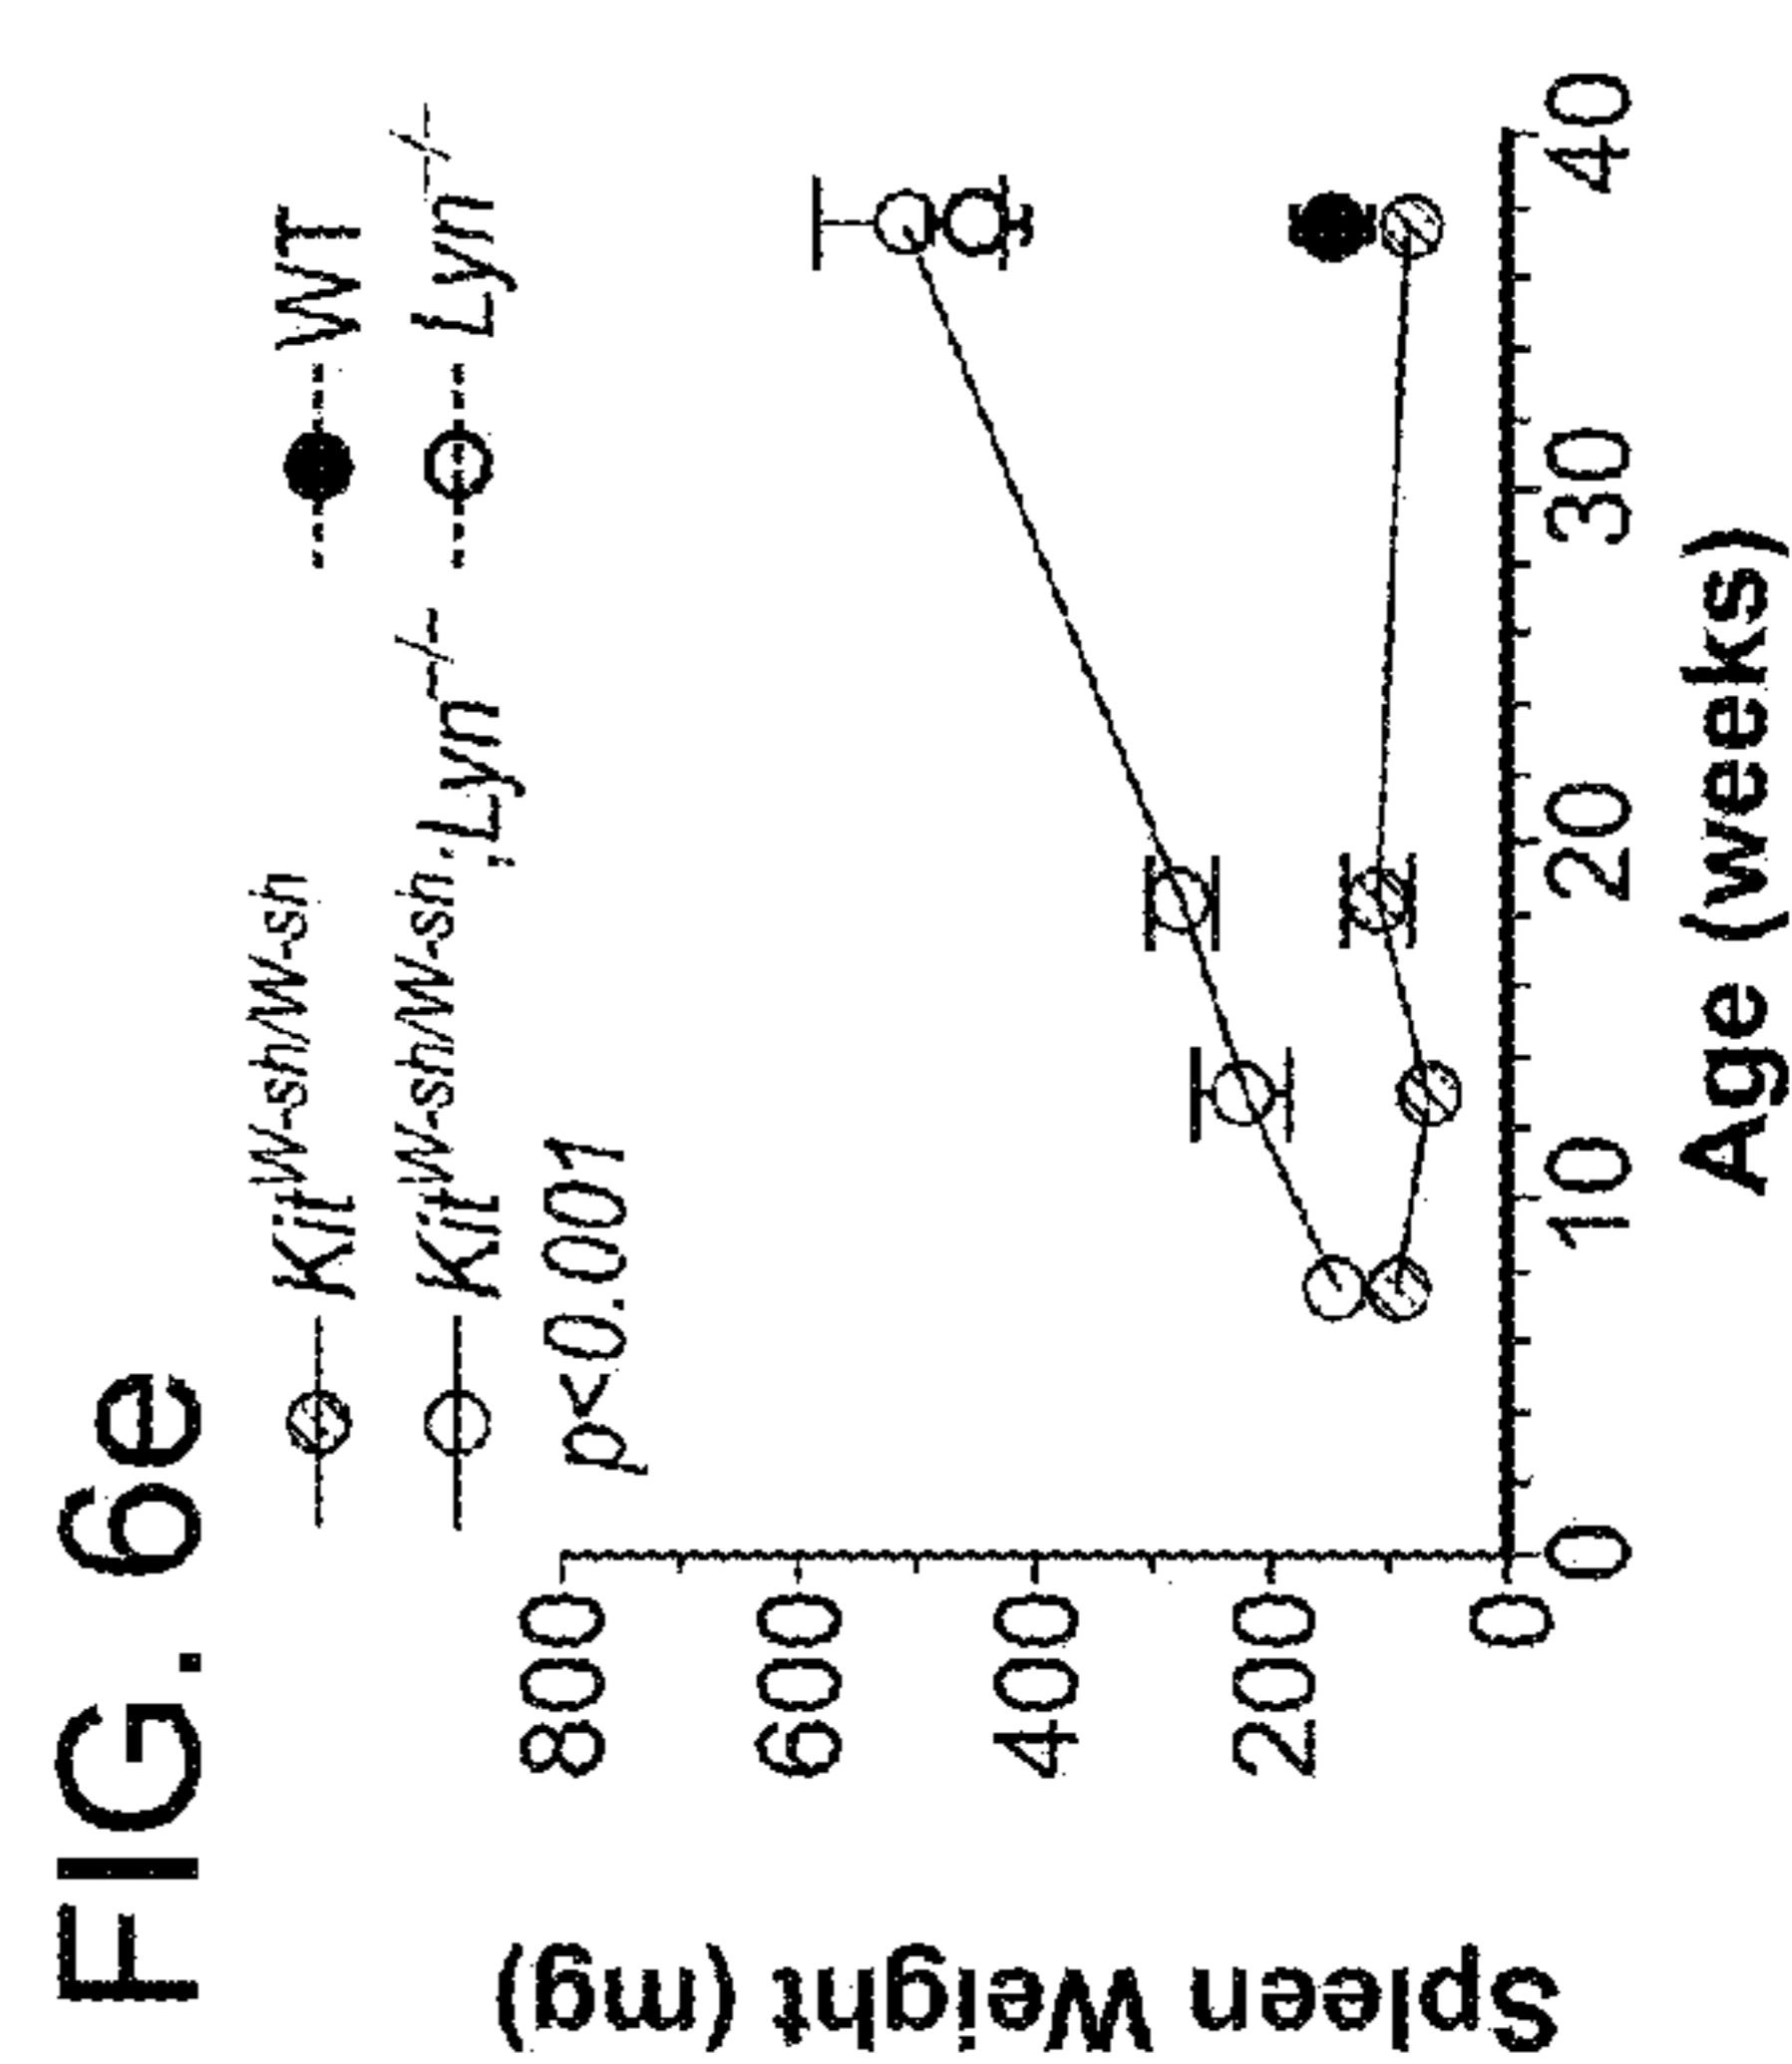 FIG. 6e
Kit^W-sh/W-sh WT
Kit^W-sh/W-sh,Lyn^-/- Lyn^-/-
p<0.001
Spleen Weight (mg)
800
600
400
200
0
0 10 20 30 40
Age (weeks)